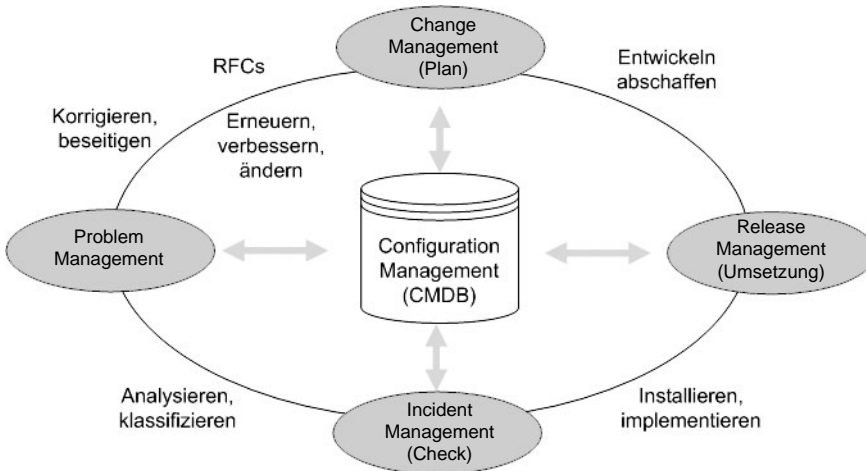 Change
Management
(Plan)
RFCs
Entwickeln
abschaffen
Korrigieren,
beseitigen
Erneuern,
verbessern,
ändern
Problem
Management
Configuration
Management
(CMDB)
Release
Management
(Umsetzung)
Analysieren,
klassifizieren
Incident
Management
(Check)
Installieren,
implementieren